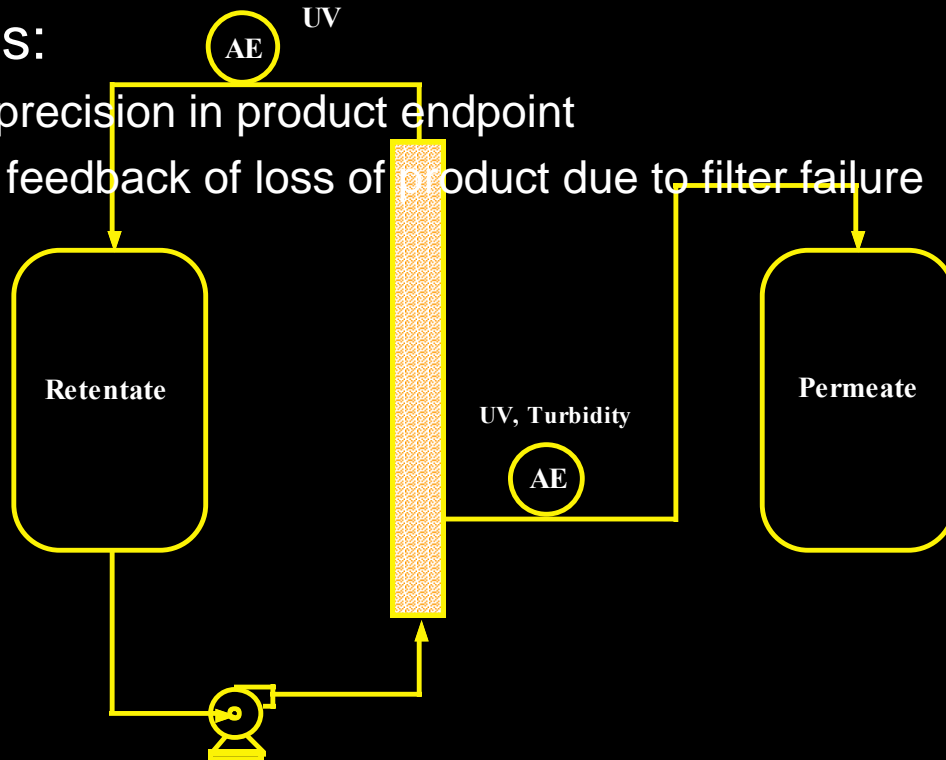 UV
s:
AE
precision in product endpoint
feedback of loss of product due to filter failure
Retentate
Permeate
UV, Turbidity
AE